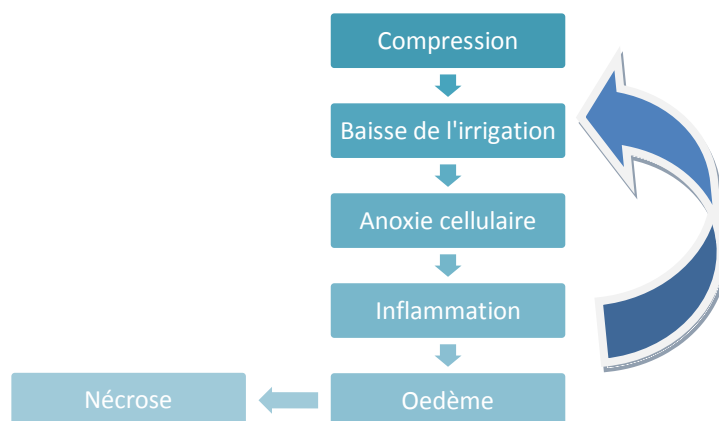 Compression
Baisse de l'irrigation
Anoxie cellulaire
Inflammation
Oedème
Nécrose